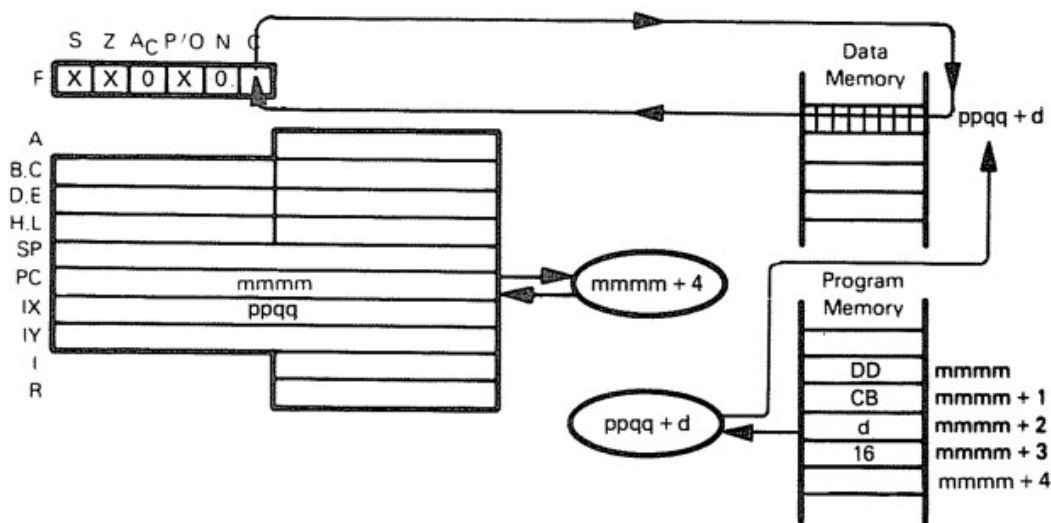 S Z AC P/O N C
F X X 0 X 0.
Data
Memory
ppqq + d
A
B.C
D.E
H.L
SP
PC mmmm
IX ppqq
IY
I
R
mmmm + 4
ppqq + d
Program
Memory
DD mmmm
CB mmmm + 1
d mmmm + 2
16 mmmm + 3
mmmm + 4